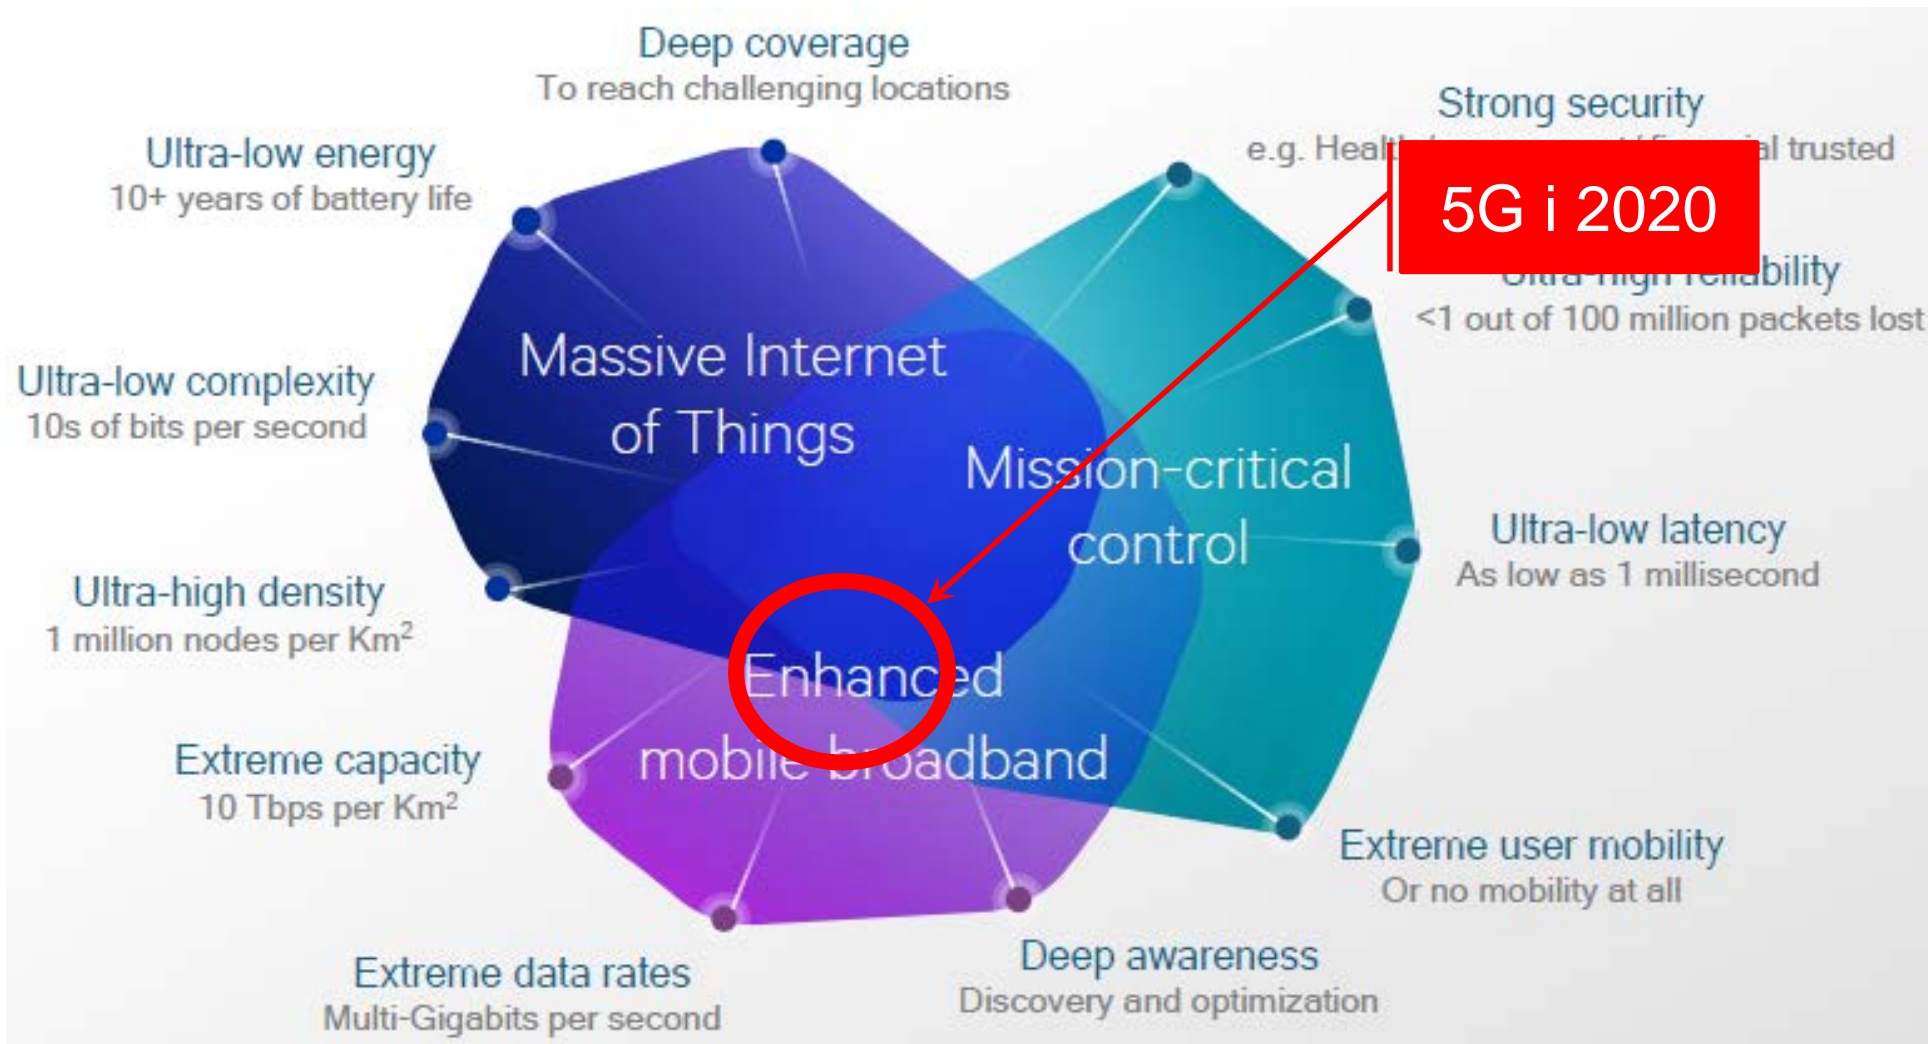 Deep coverage
To reach challenging locations
Strong security
e.g. Health al trusted
Ultra-low energy
10+ years of battery life
5G i 2020
Ultra-high reliability
<1 out of 100 million packets lost
Massive Internet
of Things
Ultra-low complexity
10s of bits per second
Mission-critical
control
Ultra-low latency
As low as 1 millisecond
Ultra-high density
1 million nodes per Km²
Enhanced
mobile broadband
Extreme capacity
10 Tbps per Km²
Extreme user mobility
Or no mobility at all
Extreme data rates
Multi-Gigabits per second
Deep awareness
Discovery and optimization